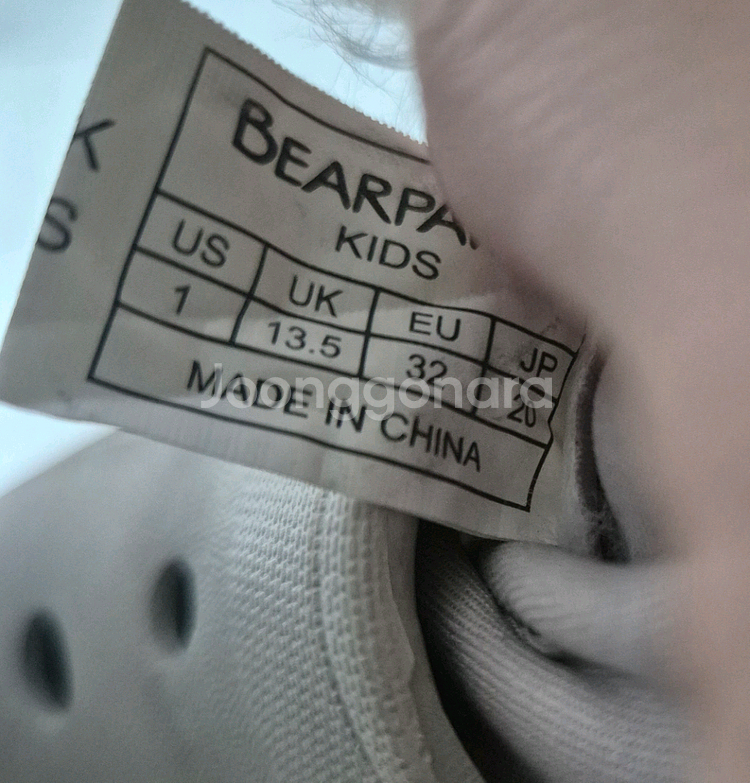 K
S
BEARPA
KIDS
US UK EU JP
1 13.5 32 20
MADE IN CHINA
Joonggonara